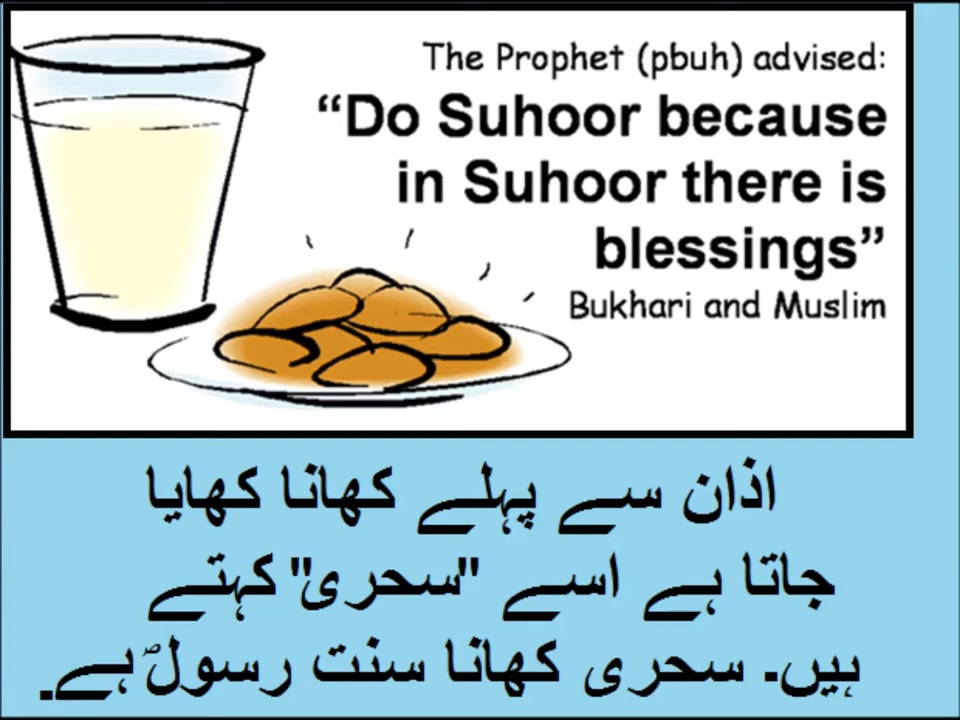 The Prophet (pbuh) advised:
“Do Suhoor because
in Suhoor there is
blessings”
Bukhari and Muslim
اذان سے پہلے کھانا کھایا
جاتا ہے اسے "سحری" کہتے
ہیں۔ سحری کھانا سنت رسولؐ ہے۔